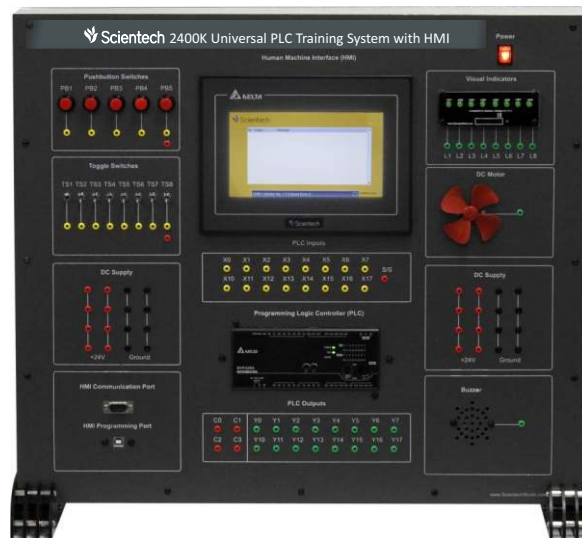 Scientech 2400K Universal PLC Training System with HMI
Power
Human Machine Interface (HMI)
Pushbutton Switches
PB1 PB2 PB3 PB4 PB5
Visual Indicators
L1 L2 L3 L4 L5 L6 L7 L8
DELTA
Scientech
Scientech
Toggle Switches
TS1 TS2 TS3 TS4 TS5 TS6 TS7 TS8
DC Motor
PLC Inputs
X0 X1 X2 X3 X4 X5 X6 X7
S/S
X10 X11 X12 X13 X14 X15 X16 X17
DC Supply
+24V Ground
DC Supply
+24V Ground
Programming Logic Controller (PLC)
DELTA
HMI Communication Port
HMI Programming Port
PLC Outputs
C0 C1 Y0 Y1 Y2 Y3 Y4 Y5 Y6 Y7
C2 C3 Y10 Y11 Y12 Y13 Y14 Y15 Y16 Y17
Buzzer